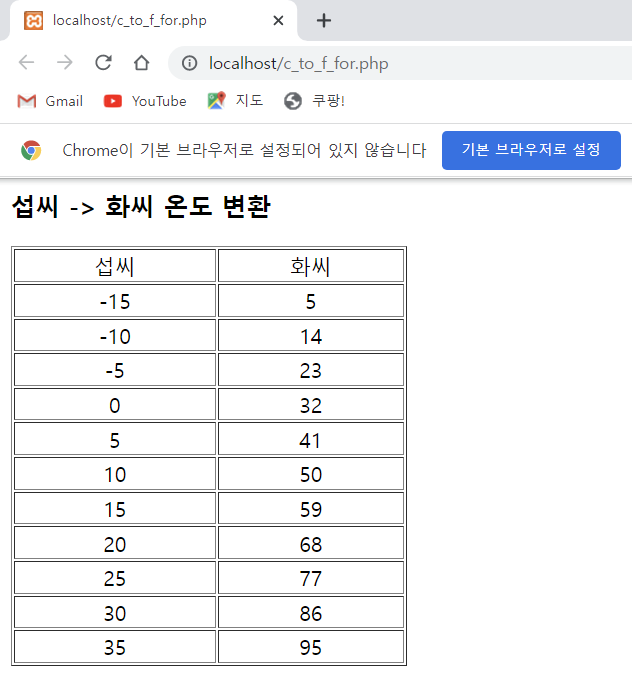 localhost/c_to_f_for.php
localhost/c_to_f_for.php
Gmail YouTube 지도 쿠팡!
Chrome이 기본 브라우저로 설정되어 있지 않습니다 기본 브라우저로 설정
섭씨 -> 화씨 온도 변환
섭씨 화씨
-15 5
-10 14
-5 23
0 32
5 41
10 50
15 59
20 68
25 77
30 86
35 95